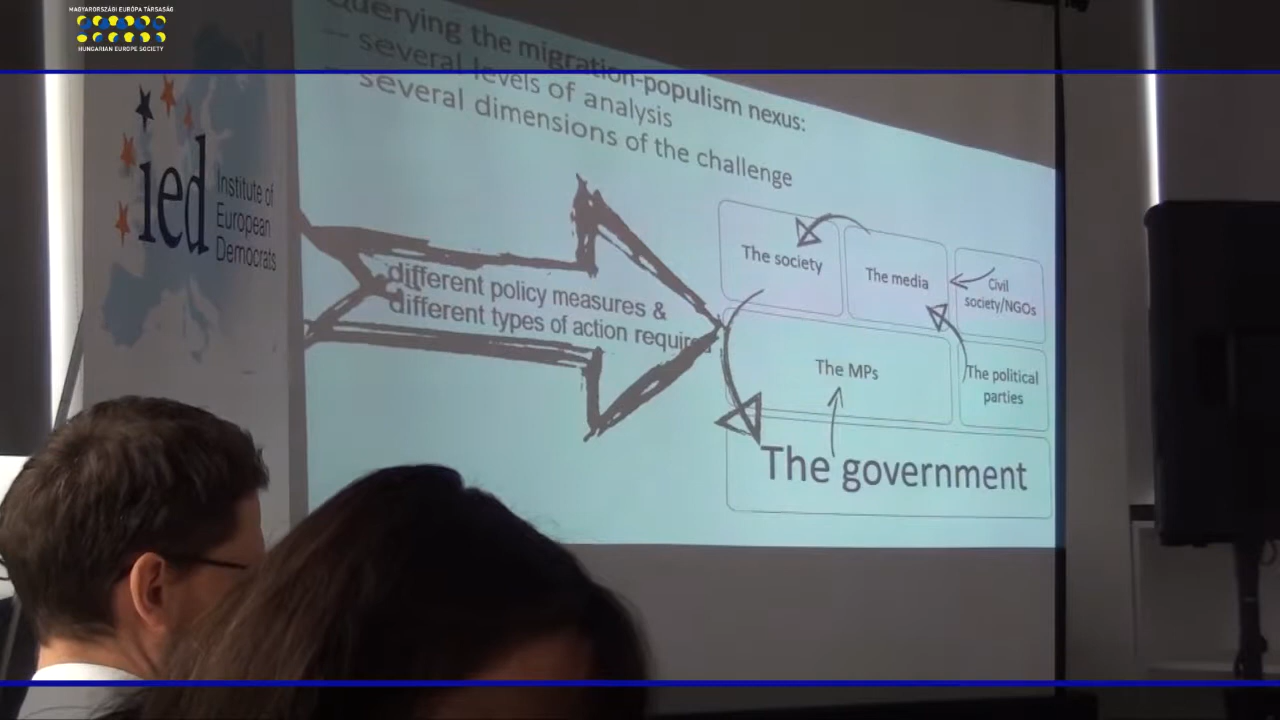 MAGYARORSZÁGI EURÓPA TÁRSASÁG
HUNGARIAN EUROPE SOCIETY
ied
Institute of
European
Democrats
Querying the migration-populism nexus:
-- several levels of analysis
-- several dimensions of the challenge
different policy measures &
different types of action required
The society
The media
Civil
society/NGOs
The MPs
The political
parties
The government